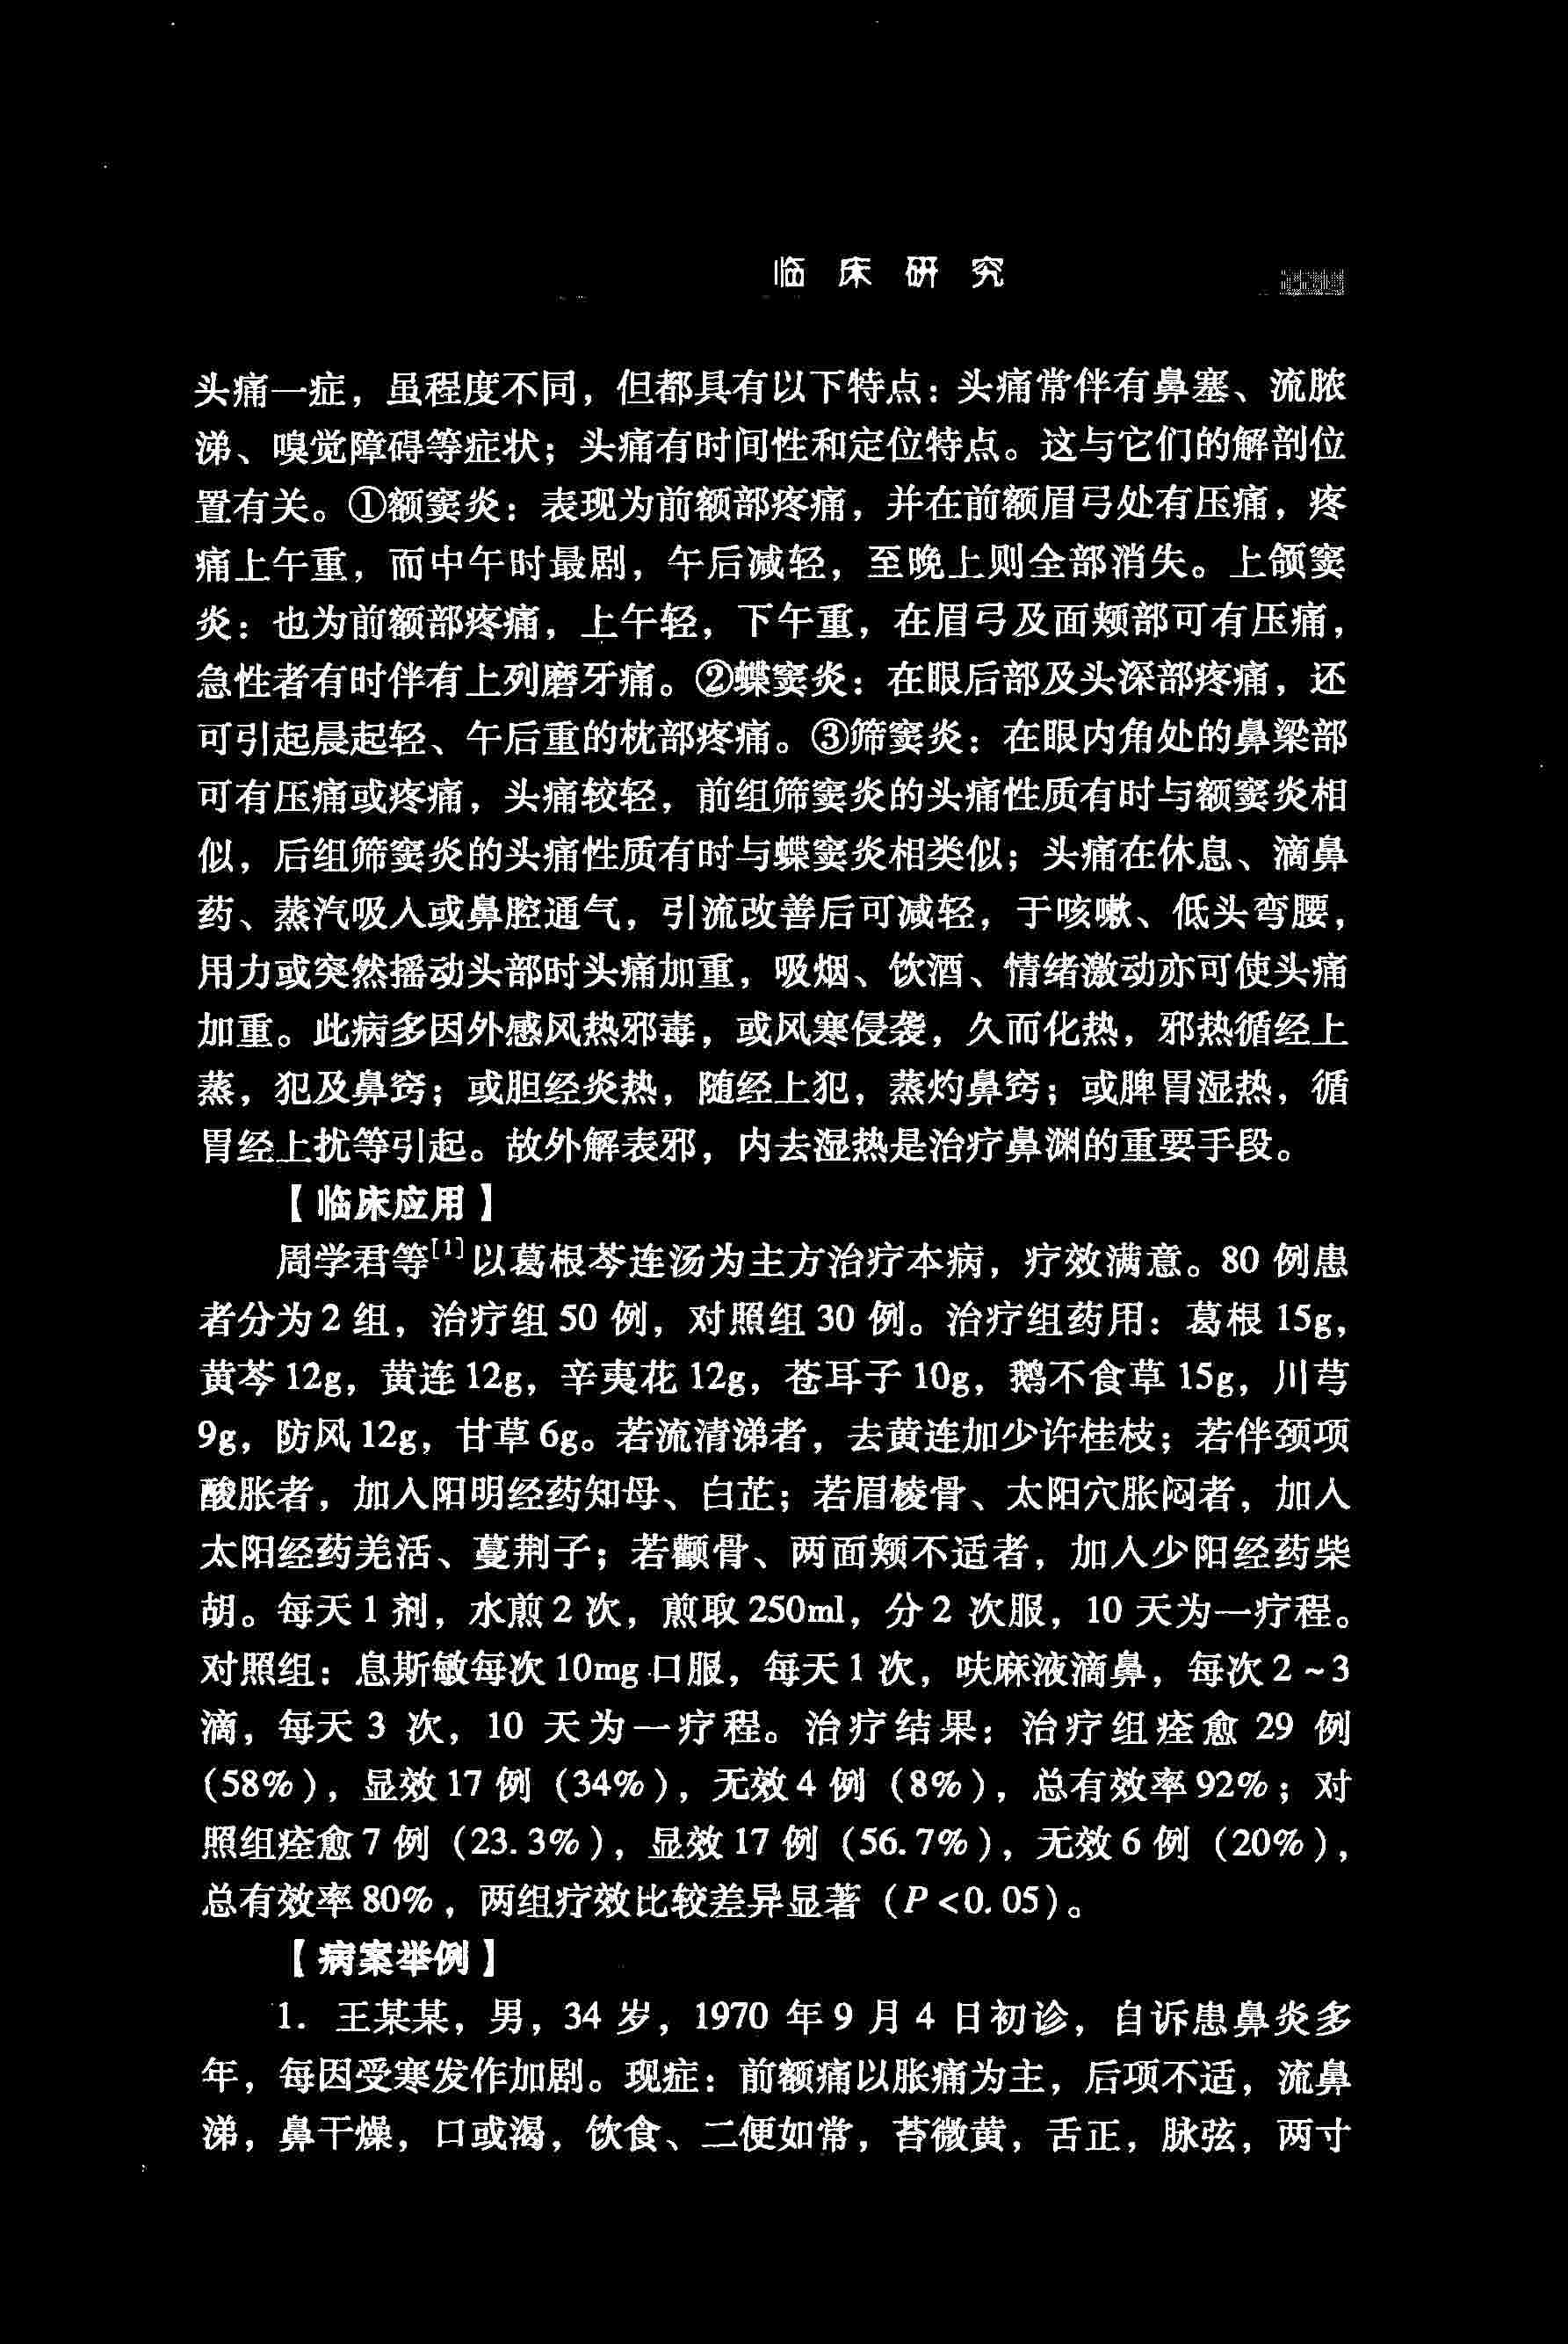 临床研究
头痛一症，虽程度不同，但都具有以下特点：头痛常伴有鼻塞、流脓
涕、嗅觉障碍等症状；头痛有时间性和定位特点。这与它们的解剖位
置有关。①额窦炎：表现为前额部疼痛，并在前额眉弓处有压痛，疼
痛上午重，而中午时最剧，午后减轻，至晚上则全部消失。上颌窦
炎：也为前额部疼痛，上午轻，下午重，在眉弓及面颊部可有压痛，
急性者有时伴有上列磨牙痛。②蝶窦炎：在眼后部及头深部疼痛，还
可引起晨起轻、午后重的枕部疼痛。③筛窦炎：在眼内角处的鼻梁部
可有压痛或疼痛，头痛较轻，前组筛窦炎的头痛性质有时与额窦炎相
似，后组筛窦炎的头痛性质有时与蝶窦炎相类似；头痛在休息、滴鼻
药、蒸汽吸入或鼻腔通气，引流改善后可减轻，于咳嗽、低头弯腰，
用力或突然摇动头部时头痛加重，吸烟、饮酒、情绪激动亦可使头痛
加重。此病多因外感风热邪毒，或风寒侵袭，久而化热，邪热循经上
蒸，犯及鼻窍；或胆经炎热，随经上犯，蒸灼鼻窍；或脾胃湿热，循
胃经上扰等引起。故外解表邪，内去湿热是治疗鼻渊的重要手段。
【临床应用】
周学君等[1]以葛根芩连汤为主方治疗本病，疗效满意。80 例患
者分为 2 组，治疗组 50 例，对照组 30 例。治疗组药用：葛根 15g，
黄芩 12g，黄连 12g，辛夷花 12g，苍耳子 10g，鹅不食草 15g，川芎
9g，防风 12g，甘草 6g。若流清涕者，去黄连加少许桂枝；若伴颈项
酸胀者，加入阳明经药知母、白芷；若眉棱骨、太阳穴胀闷者，加入
太阳经药羌活、蔓荆子；若颧骨、两面颊不适者，加入少阳经药柴
胡。每天 1 剂，水煎 2 次，煎取 250ml，分 2 次服，10 天为一疗程。
对照组：息斯敏每次 10mg 口服，每天 1 次，呋麻液滴鼻，每次 2 ~ 3
滴，每天 3 次，10 天为一疗程。治疗结果：治疗组痊愈 29 例
（58%），显效 17 例（34%），无效 4 例（8%），总有效率 92%；对
照组痊愈 7 例（23.3%），显效 17 例（56.7%），无效 6 例（20%），
总有效率 80%，两组疗效比较差异显著（P <0.05）。
【病案举例】
1. 王某某，男，34 岁，1970 年 9 月 4 日初诊，自诉患鼻炎多
年，每因受寒发作加剧。现症：前额痛以胀痛为主，后项不适，流鼻
涕，鼻干燥，口或渴，饮食、二便如常，苔微黄，舌正，脉弦，两寸